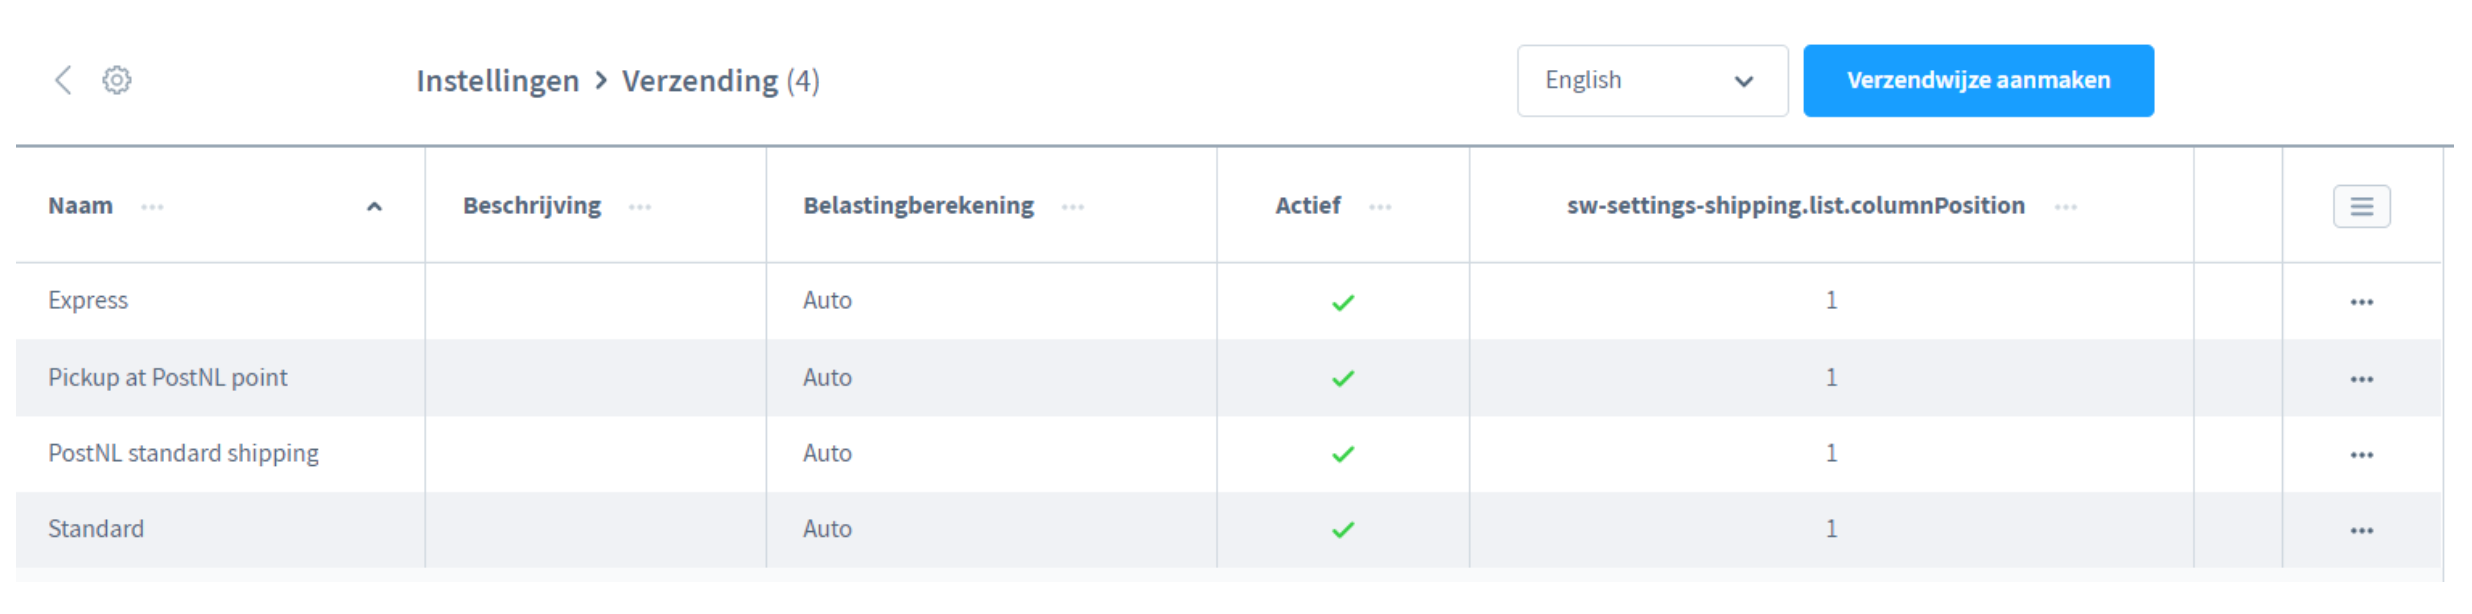 Instellingen > Verzending (4)
English
Verzendwijze aanmaken
Naam ... Beschrijving ... Belastingberekening ... Actief ... sw-settings-shipping.list.columnPosition ...
Express Auto 1 ...
Pickup at PostNL point Auto 1 ...
PostNL standard shipping Auto 1 ...
Standard Auto 1 ...